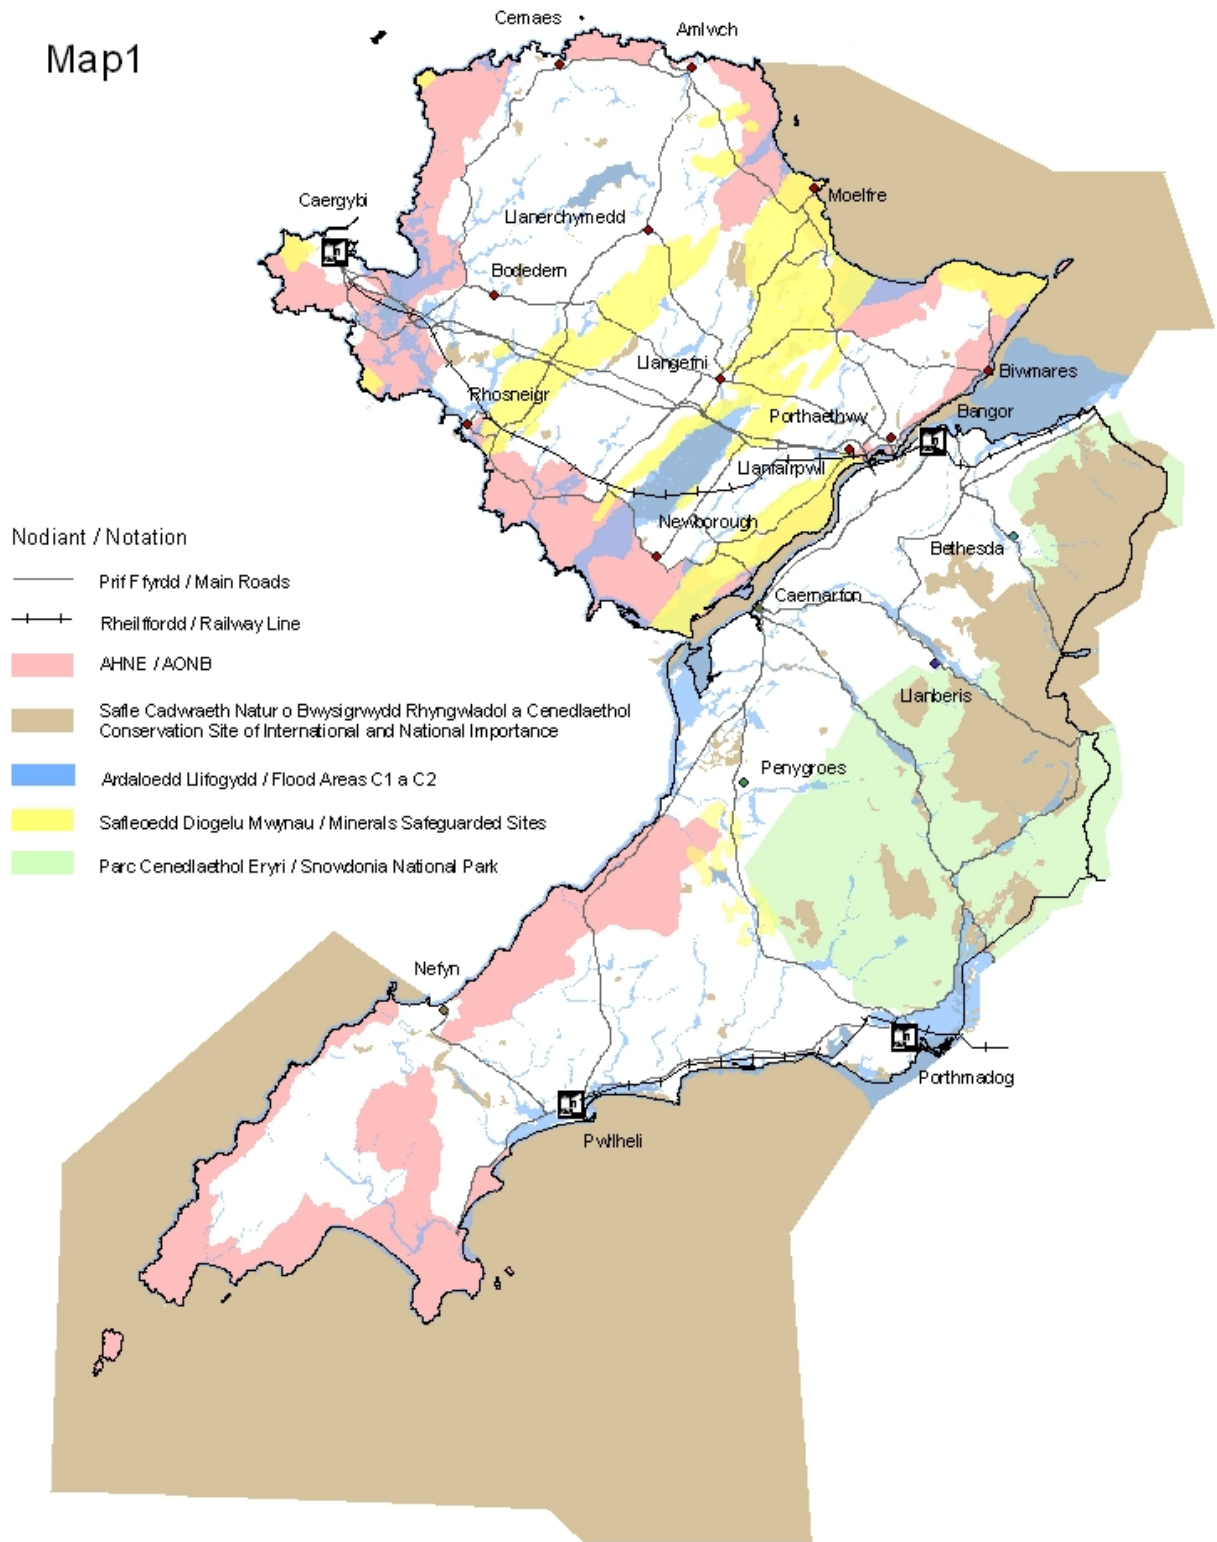 Map1
Cemaes
Amlwch
Caergybi
Moelfre
Llanerchymedd
Bodedern
Llangefni
Biwmares
Rhosneigr
Porthaethwy
Bangor
Llanfairpwll
Newborough
Nodiant / Notation
Bethesda
Prif Ffyrdd / Main Roads
Caernarfon
Rheilffordd / Railway Line
AHNE / AONB
Llanberis
Safle Cadwraeth Natur o Bwysigrwydd Rhyngwladol a Cenedlaethol
Conservation Site of International and National Importance
Penygroes
Ardaloedd Llifogydd / Flood Areas C1 a C2
Safleoedd Diogelu Mwynau / Minerals Safeguarded Sites
Parc Cenedlaethol Eryri / Snowdonia National Park
Nefyn
Porthmadog
Pwllheli